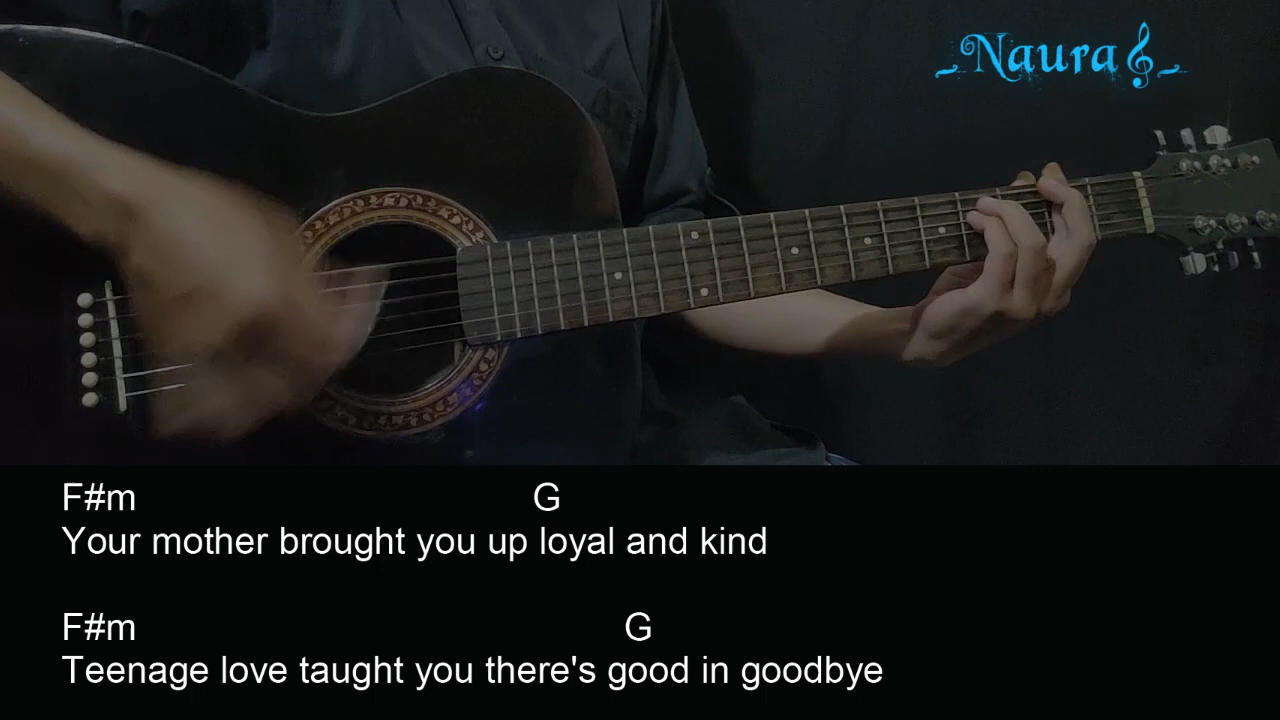 Naura
F#m G
Your mother brought you up loyal and kind
F#m G
Teenage love taught you there's good in goodbye